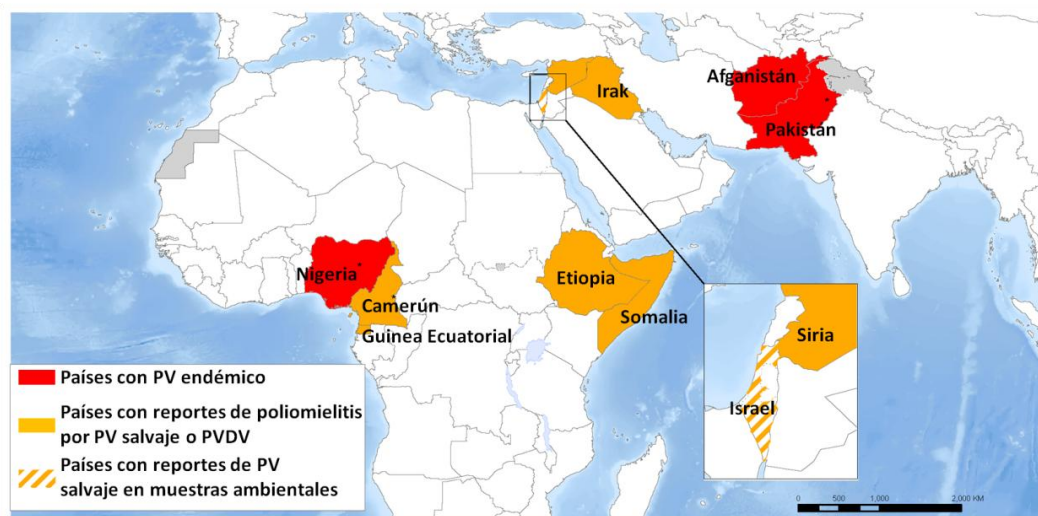 Afganistán
Irak
Pakistán
Nigeria
Etiopia
Camerún
Somalia
Guinea Ecuatorial
Siria
Israel
Países con PV endémico
Países con reportes de poliomielitis
por PV salvaje o PVDV
Países con reportes de PV
salvaje en muestras ambientales
0 500 1,000 2,000 KM